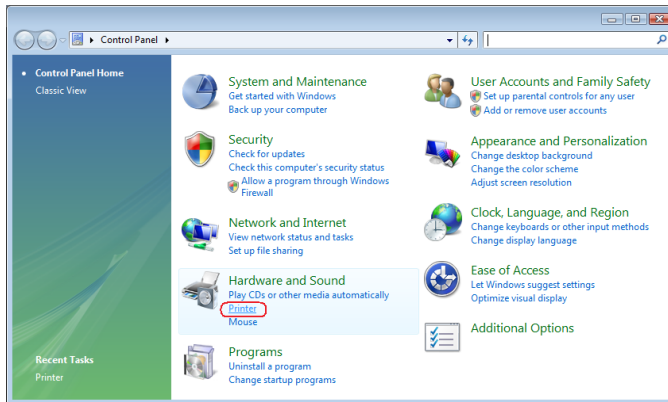 Control Panel
Control Panel Home
Classic View
Recent Tasks
Printer
System and Maintenance
Get started with Windows
Back up your computer
Security
Check for updates
Check this computer's security status
Allow a program through Windows
Firewall
Network and Internet
View network status and tasks
Set up file sharing
Hardware and Sound
Play CDs or other media automatically
Printer
Mouse
Programs
Uninstall a program
Change startup programs
User Accounts and Family Safety
Set up parental controls for any user
Add or remove user accounts
Appearance and Personalization
Change desktop background
Change the color scheme
Adjust screen resolution
Clock, Language, and Region
Change keyboards or other input methods
Change display language
Ease of Access
Let Windows suggest settings
Optimize visual display
Additional Options